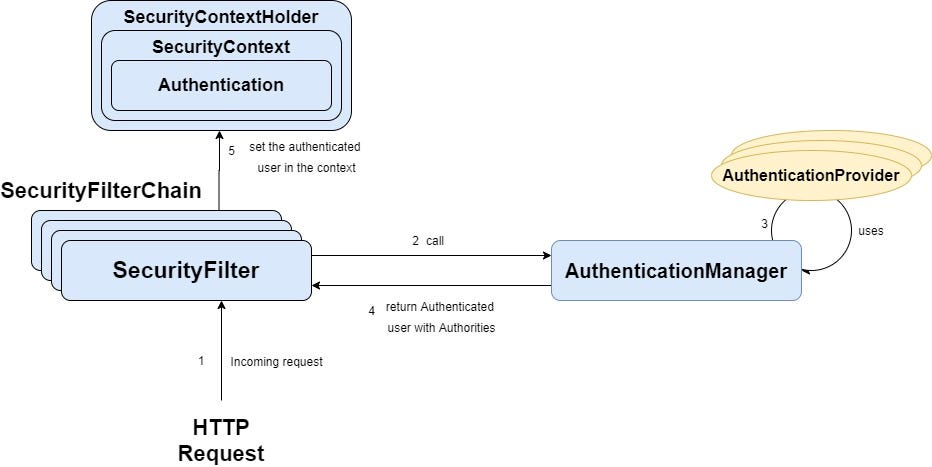 SecurityContextHolder
SecurityContext
Authentication
5 set the authenticated
user in the context
SecurityFilterChain
AuthenticationProvider
3
uses
SecurityFilter
2 call
AuthenticationManager
4 return Authenticated
user with Authorities
1 Incoming request
HTTP
Request